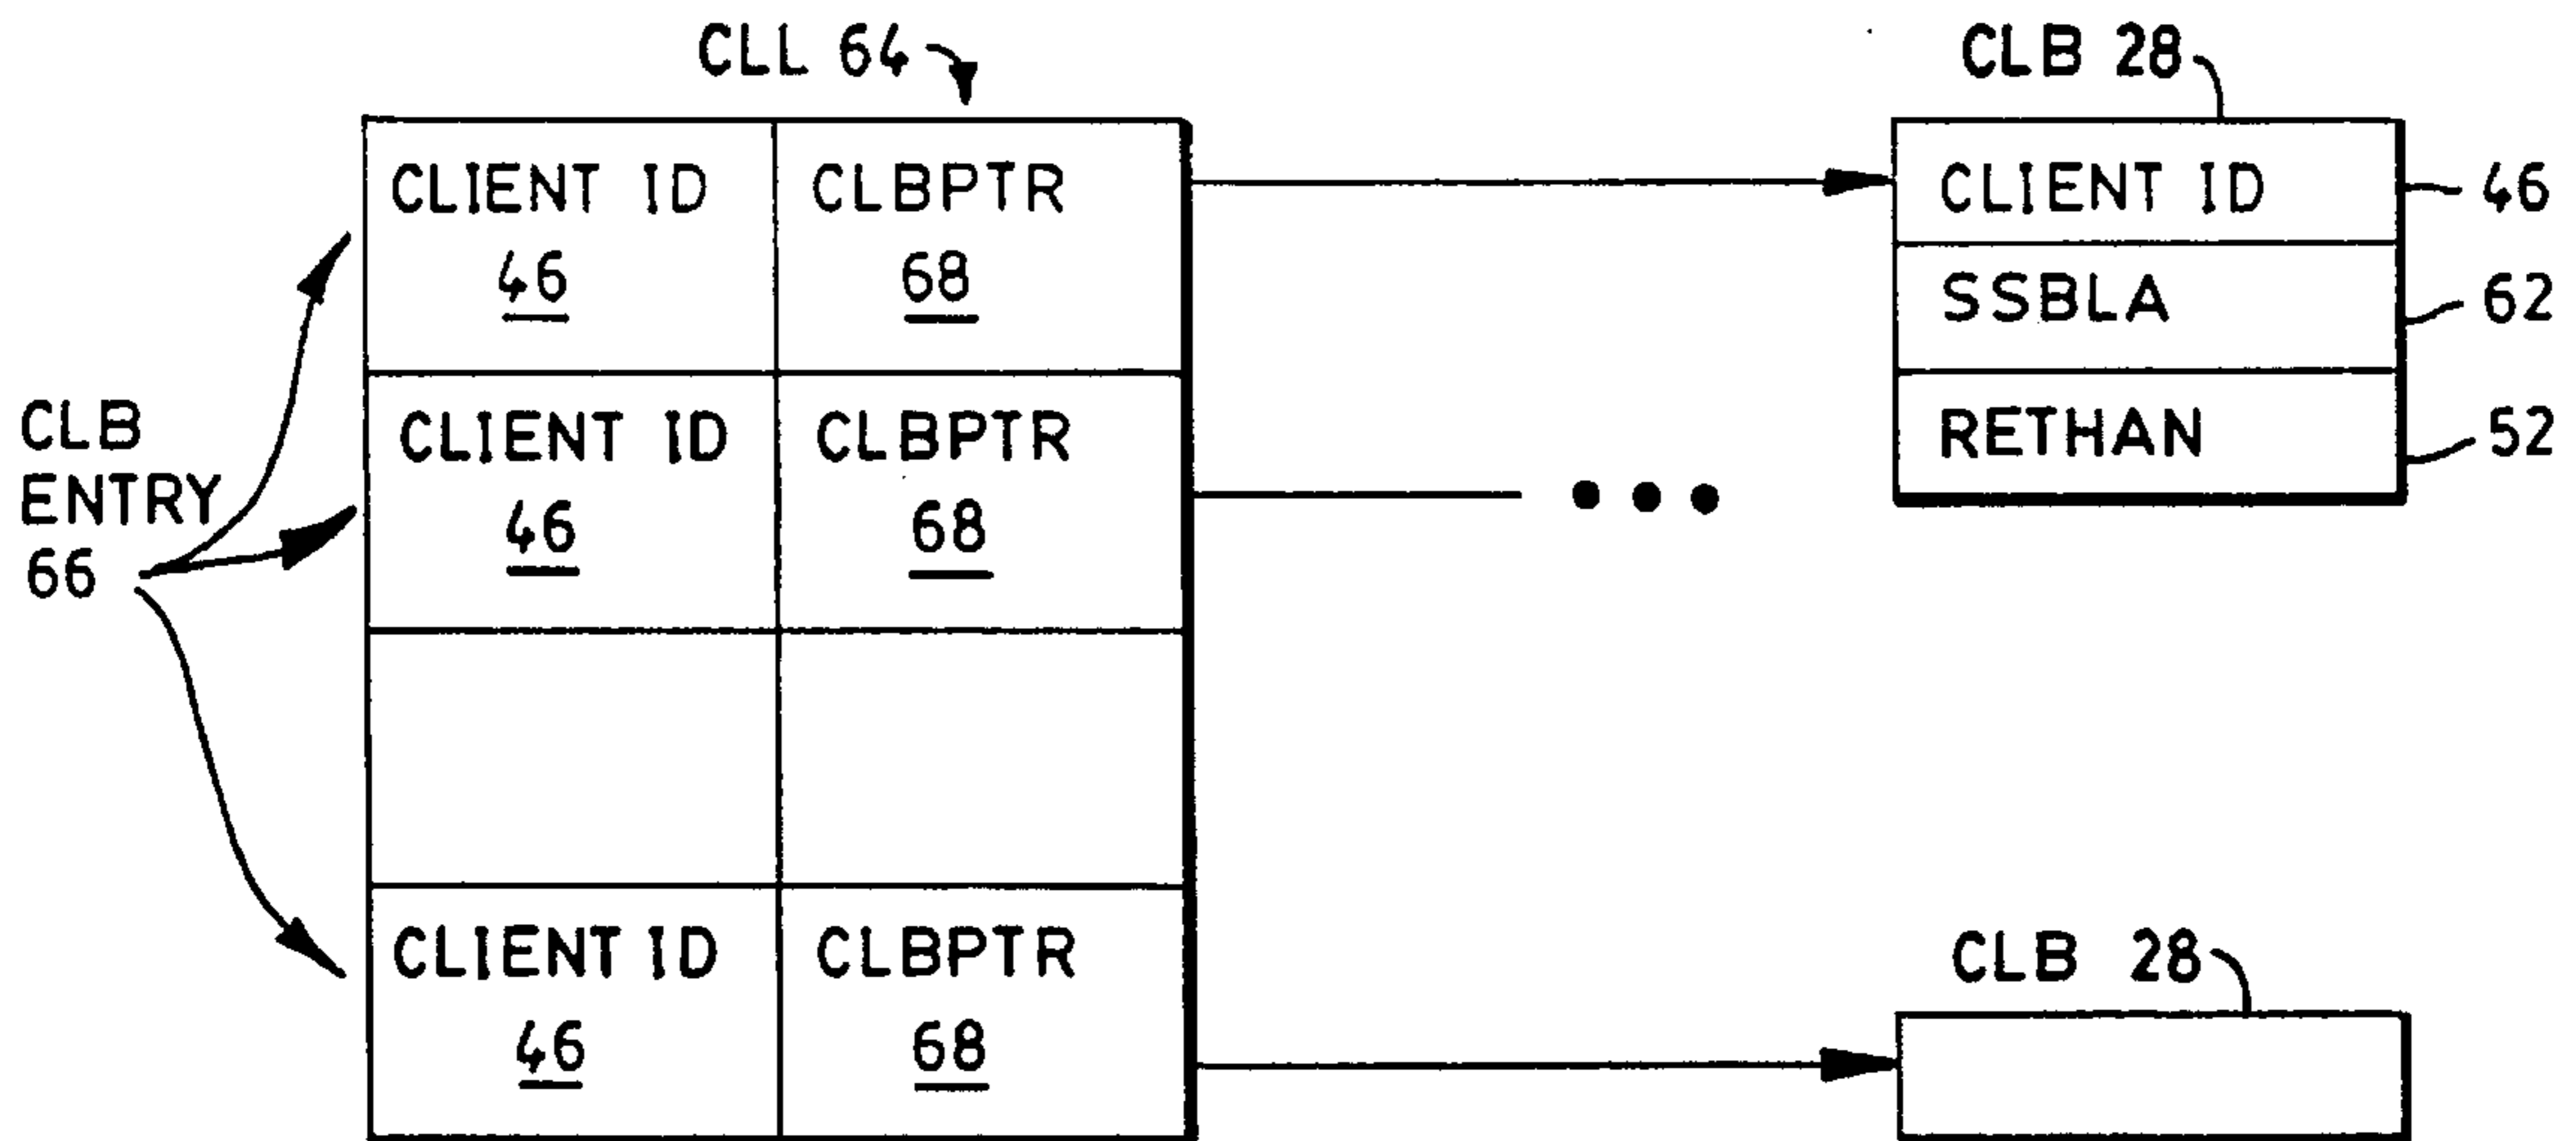 CLL 64
CLB 28
CLIENT ID
CLBPTR
46
68
CLIENT ID
46
SSBLA
62
RETHAN
52
CLB
ENTRY
66
CLIENT ID
CLBPTR
46
68
CLIENT ID
CLBPTR
46
68
CLB 28